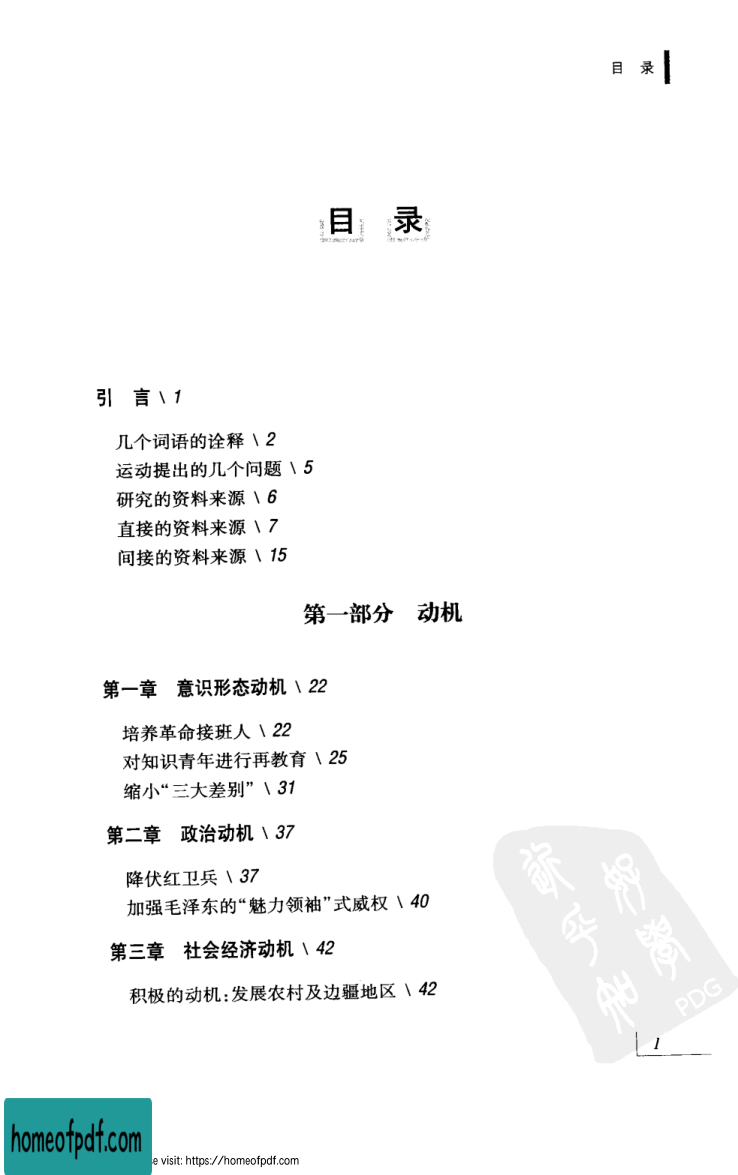 目 录
目 录
引 言 \ 1
几个词语的诠释 \ 2
运动提出的几个问题 \ 5
研究的资料来源 \ 6
直接的资料来源 \ 7
间接的资料来源 \ 15
第一部分 动机
第一章 意识形态动机 \ 22
培养革命接班人 \ 22
对知识青年进行再教育 \ 25
缩小“三大差别” \ 31
第二章 政治动机 \ 37
降伏红卫兵 \ 37
加强毛泽东的“魅力领袖”式威权 \ 40
第三章 社会经济动机 \ 42
积极的动机:发展农村及边疆地区 \ 42
PDG
1
homeofpdf.com
se visit: https://homeofpdf.com